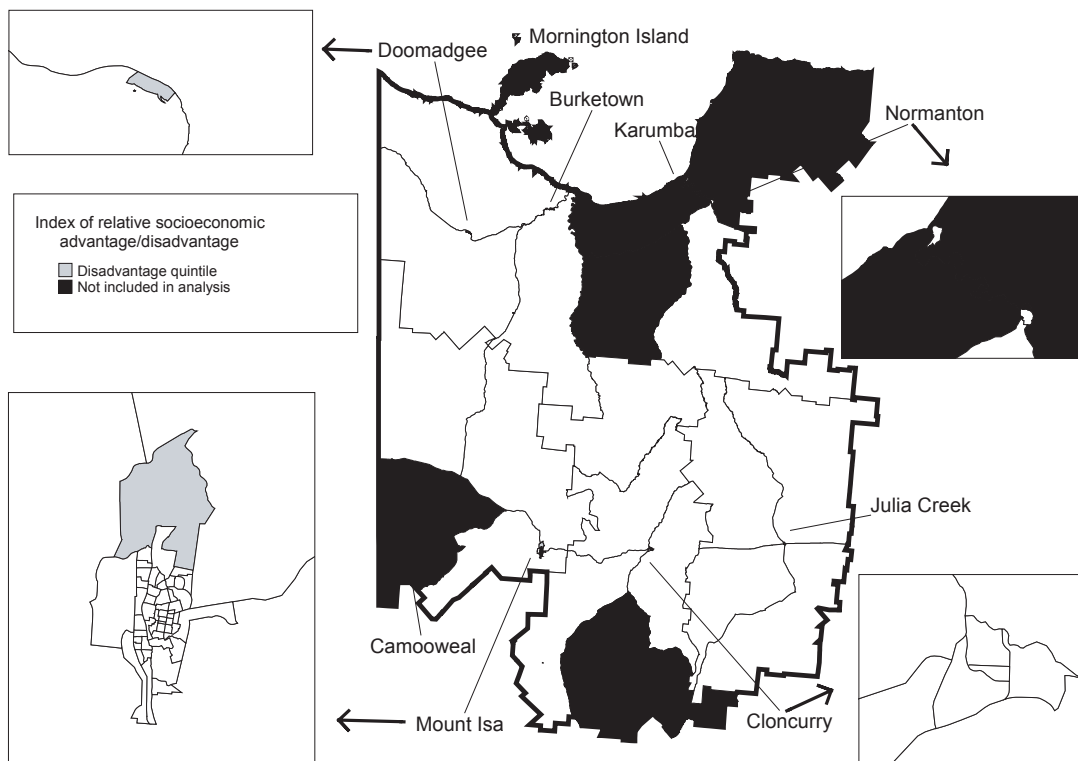 Mornington Island
Doomadgee
Burketown
Normanton
Karumba
Index of relative socioeconomic
advantage/disadvantage
Disadvantage quintile
Not included in analysis
Julia Creek
Camooweal
Mount Isa
Cloncurry